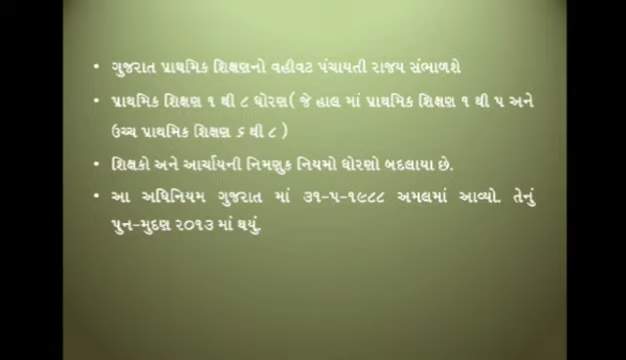 • ગુજરાત પ્રાથમિક શિક્ષણનો વહીવટ પંચાયતી રાજ્ય સંભાળશે
• પ્રાથમિક શિક્ષણ ૧ થી ૮ ધોરણ( જે હાલ માં પ્રાથમિક શિક્ષણ ૧ થી ૫ અને
ઉચ્ચ પ્રાથમિક શિક્ષણ ૬ થી ૮ )
• શિક્ષકો અને આર્ચાયની નિમણુક નિયમો ધોરણો બદલાયા છે.
• આ અધિનિયમ ગુજરાત માં ૩૧-૫-૧૯૮૮ અમલમાં આવ્યો. તેનું
પુન-મુદણ ૨૦૧૩ માં થયું.